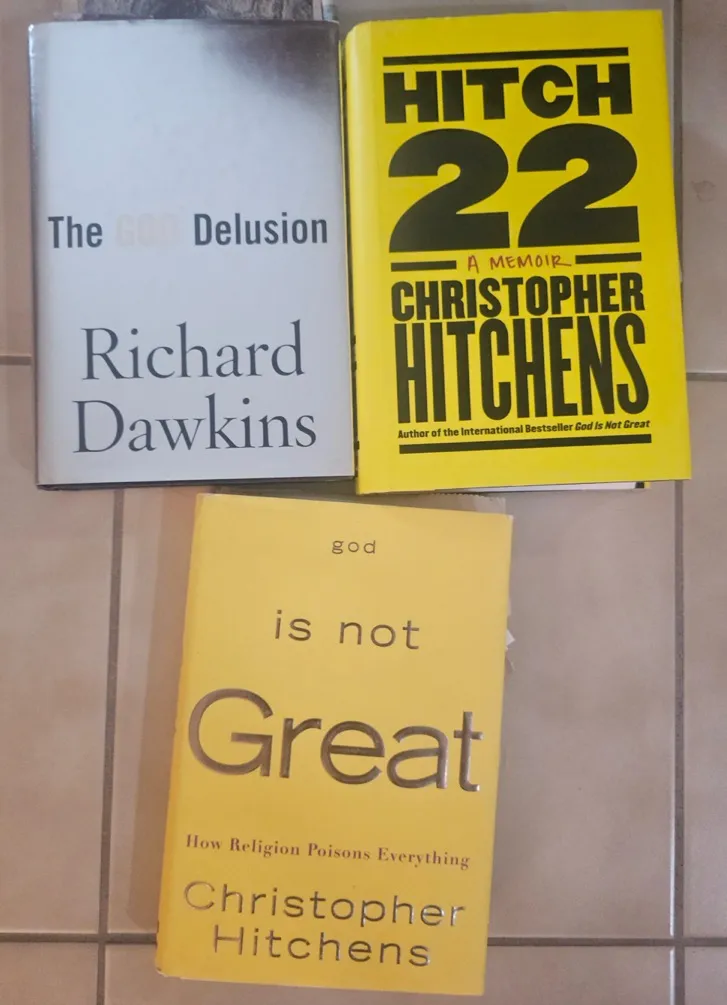 The GOD Delusion
Richard
Dawkins
HITCH
22
A MEMOIR
CHRISTOPHER
HITCHENS
Author of the International Bestseller God Is Not Great
god
is not
Great
How Religion Poisons Everything
Christopher
Hitchens